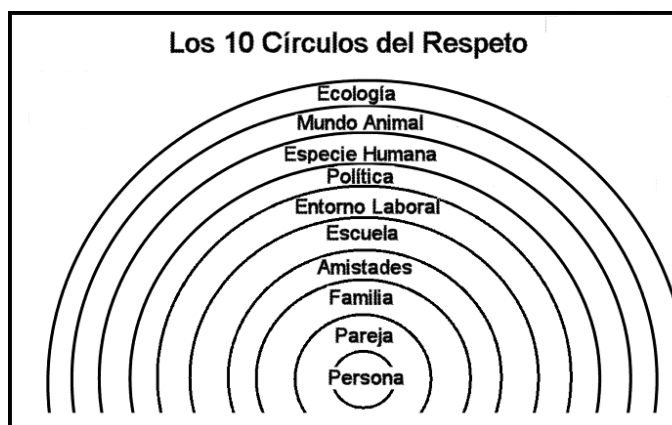 Los 10 Círculos del Respeto
Ecología
Mundo Animal
Especie Humana
Política
Entorno Laboral
Escuela
Amistades
Familia
Pareja
Persona